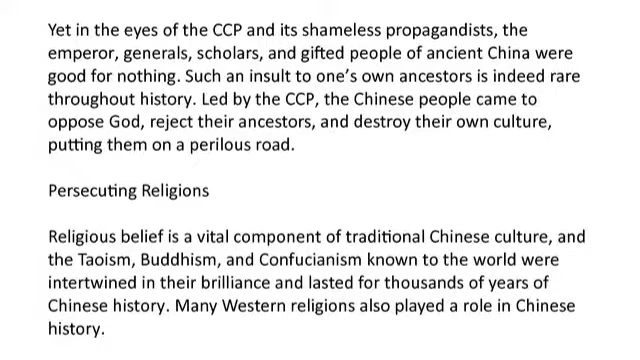 Yet in the eyes of the CCP and its shameless propagandists, the
emperor, generals, scholars, and gifted people of ancient China were
good for nothing. Such an insult to one’s own ancestors is indeed rare
throughout history. Led by the CCP, the Chinese people came to
oppose God, reject their ancestors, and destroy their own culture,
putting them on a perilous road.
Persecuting Religions
Religious belief is a vital component of traditional Chinese culture, and
the Taoism, Buddhism, and Confucianism known to the world were
intertwined in their brilliance and lasted for thousands of years of
Chinese history. Many Western religions also played a role in Chinese
history.